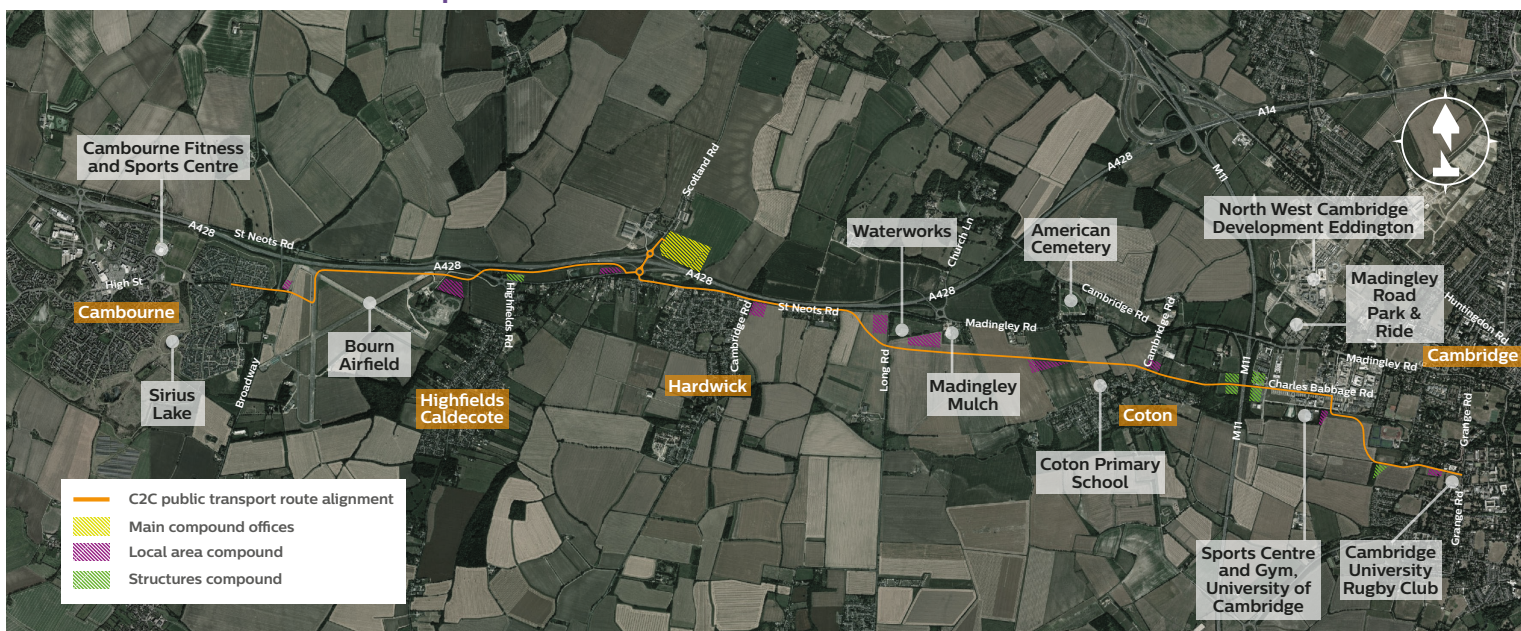 Cambourne Fitness
and Sports Centre
A428
St Neots Rd
High St
Cambourne
Sirius
Lake
Broadway
Bourn
Airfield
A428
Highfields Rd
Highfields
Caldecote
Scotland Rd
A428
Cambridge Rd
Hardwick
St Neots Rd
Waterworks
Long Rd
Church Ln
A428
Madingley Rd
Madingley
Mulch
American
Cemetery
Cambridge Rd
Cambridge Rd
A428
A14
M11
Coton Primary
School
Coton
M11
M11
North West Cambridge
Development Eddington
Madingley
Road
Park &
Ride
Huntingdon Rd
Cambridge
Madingley Rd
Charles Babbage Rd
Grange Rd
Grange Rd
Sports Centre
and Gym,
University of
Cambridge
Cambridge
University
Rugby Club
C2C public transport route alignment
Main compound offices
Local area compound
Structures compound